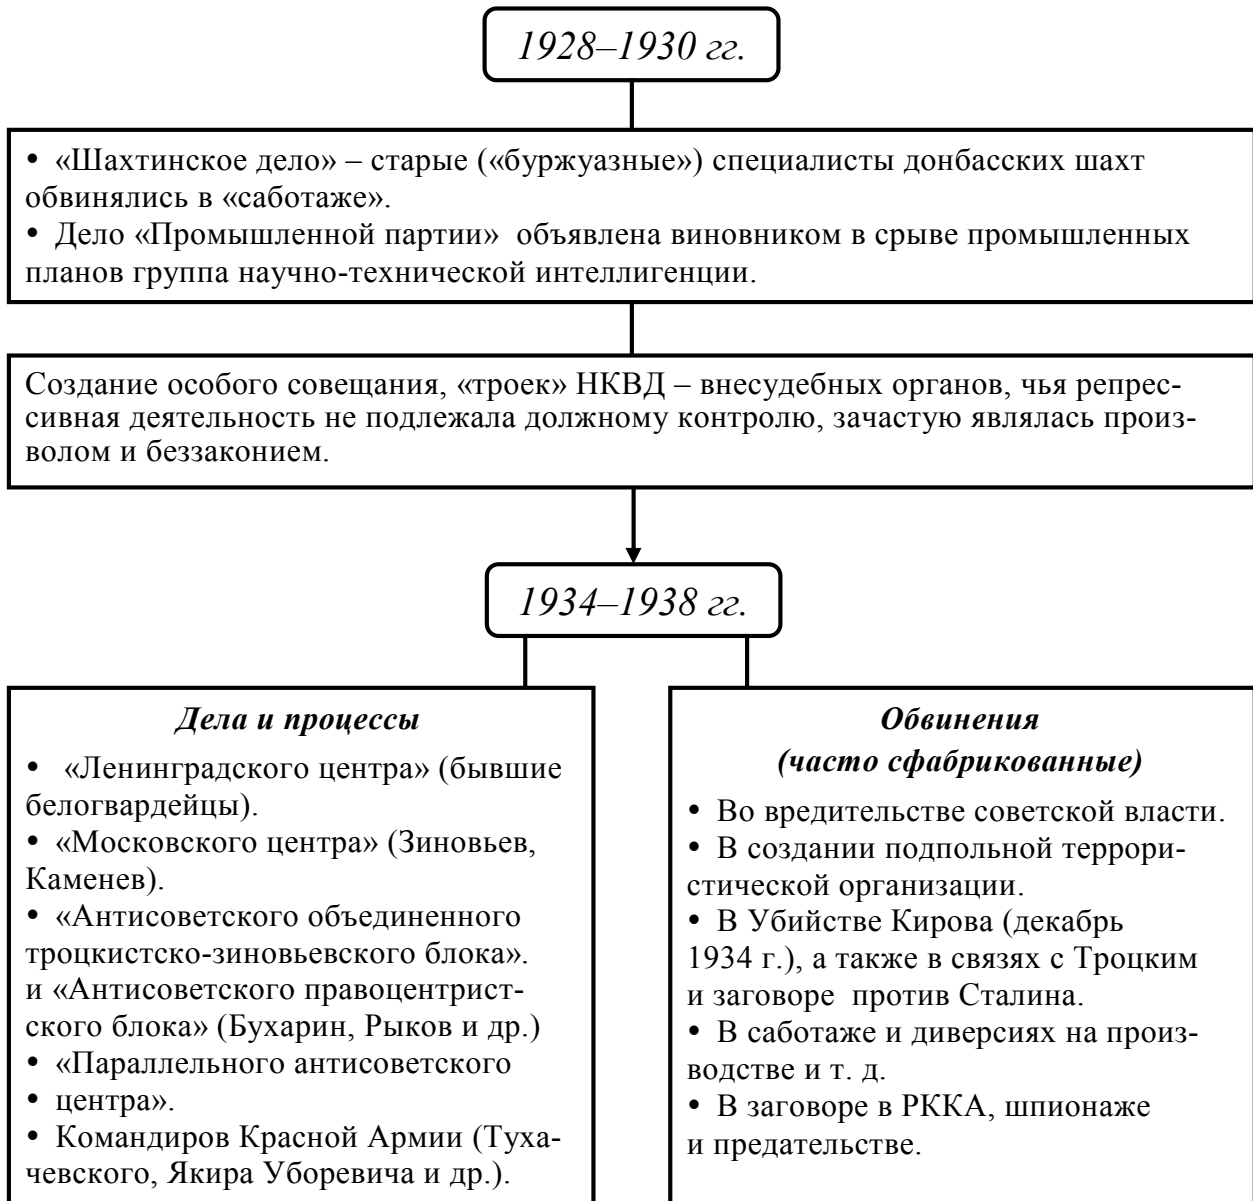 1928–1930 гг.
• «Шахтинское дело» – старые («буржуазные») специалисты донбасских шахт
обвинялись в «саботаже».
• Дело «Промышленной партии» объявлена виновником в срыве промышленных
планов группа научно-технической интеллигенции.
Создание особого совещания, «троек» НКВД – внесудебных органов, чья репрес-
сивная деятельность не подлежала должному контролю, зачастую являлась произ-
волом и беззаконием.
1934–1938 гг.
Дела и процессы
• «Ленинградского центра» (бывшие
белогвардейцы).
• «Московского центра» (Зиновьев,
Каменев).
• «Антисоветского объединенного
троцкистско-зиновьевского блока».
и «Антисоветского правоцентрист-
ского блока» (Бухарин, Рыков и др.)
• «Параллельного антисоветского
• центра».
• Командиров Красной Армии (Туха-
чевского, Якира Уборевича и др.).
Обвинения
(часто сфабрикованные)
• Во вредительстве советской власти.
• В создании подпольной террори-
стической организации.
• В Убийстве Кирова (декабрь
1934 г.), а также в связях с Троцким
и заговоре против Сталина.
• В саботаже и диверсиях на произ-
водстве и т. д.
• В заговоре в РККА, шпионаже
и предательстве.